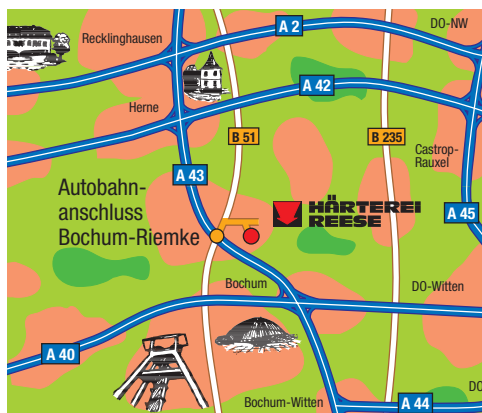 A 2
DO-NW
Recklinghausen
A 42
Herne
B 51
B 235
Castrop-
Rauxel
A 43
Autobahn-
anschluss
Bochum-Riemke
HÄRTEREI
REESE
A 45
Bochum
DO-Witten
A 40
Bochum-Witten
A 44
DO